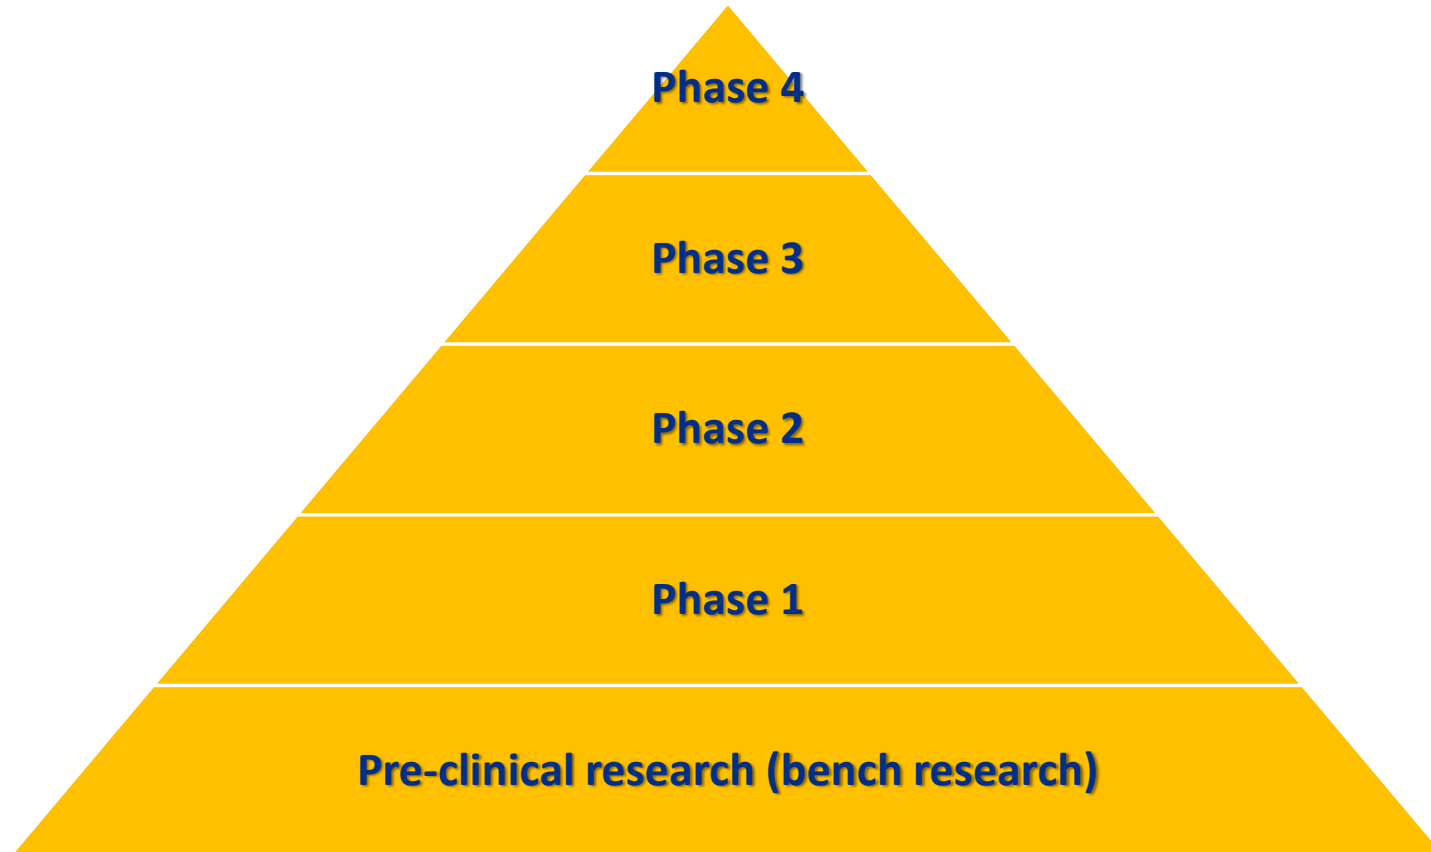 Phase 4
Phase 3
Phase 2
Phase 1
Pre-clinical research (bench research)